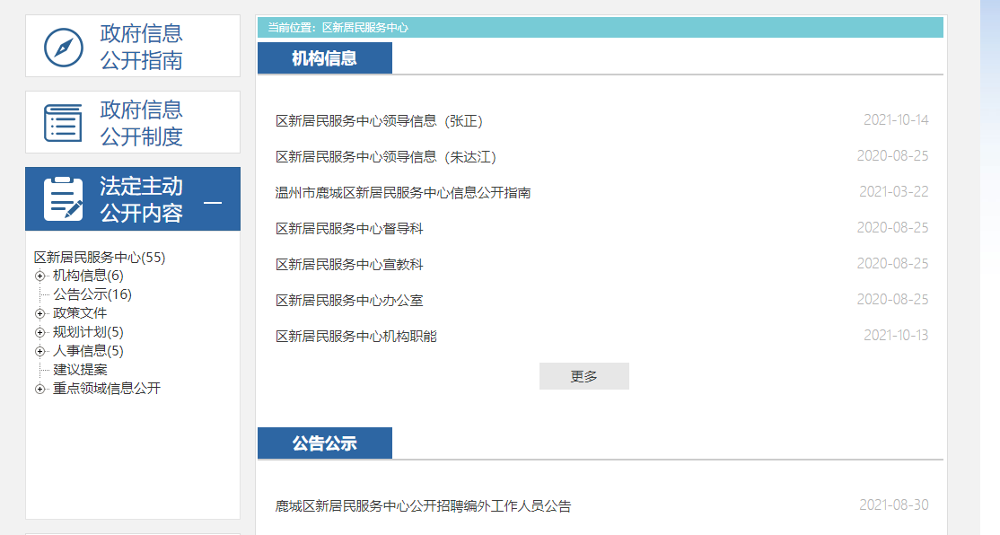 政府信息
公开指南
政府信息
公开制度
法定主动
公开内容
区新居民服务中心(55)
机构信息(6)
公告公示(16)
政策文件
规划计划(5)
人事信息(5)
建议提案
重点领域信息公开
当前位置：区新居民服务中心
机构信息
区新居民服务中心领导信息（张正） 2021-10-14
区新居民服务中心领导信息（朱达江） 2020-08-25
温州市鹿城区新居民服务中心信息公开指南 2021-03-22
区新居民服务中心督导科 2020-08-25
区新居民服务中心宣教科 2020-08-25
区新居民服务中心办公室 2020-08-25
区新居民服务中心机构职能 2021-10-13
更多
公告公示
鹿城区新居民服务中心公开招聘编外工作人员公告 2021-08-30